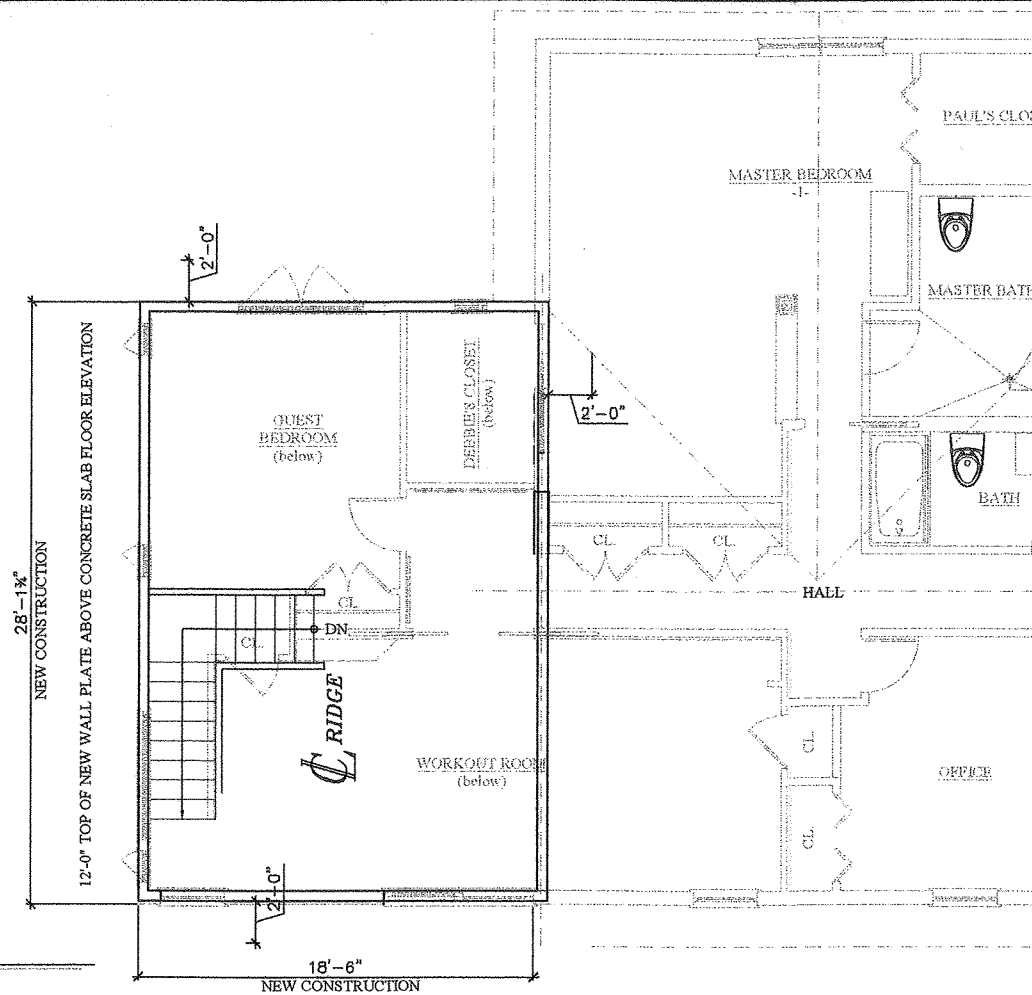 PAUL'S CLO
MASTER BEDROOM
-1-
2'-0"
MASTER BATH
12'-0" TOP OF NEW WALL PLATE ABOVE CONCRETE SLAB FLOOR ELEVATION
28'-1¾"
NEW CONSTRUCTION
GUEST
BEDROOM
(below)
DEBBIE'S CLOSET
(below)
2'-0"
BATH
CL.
CL.
HALL
CL.
CL.
DN
CL RIDGE
WORKOUT ROOM
(below)
CL.
OFFICE
CL.
2'-0"
18'-6"
NEW CONSTRUCTION